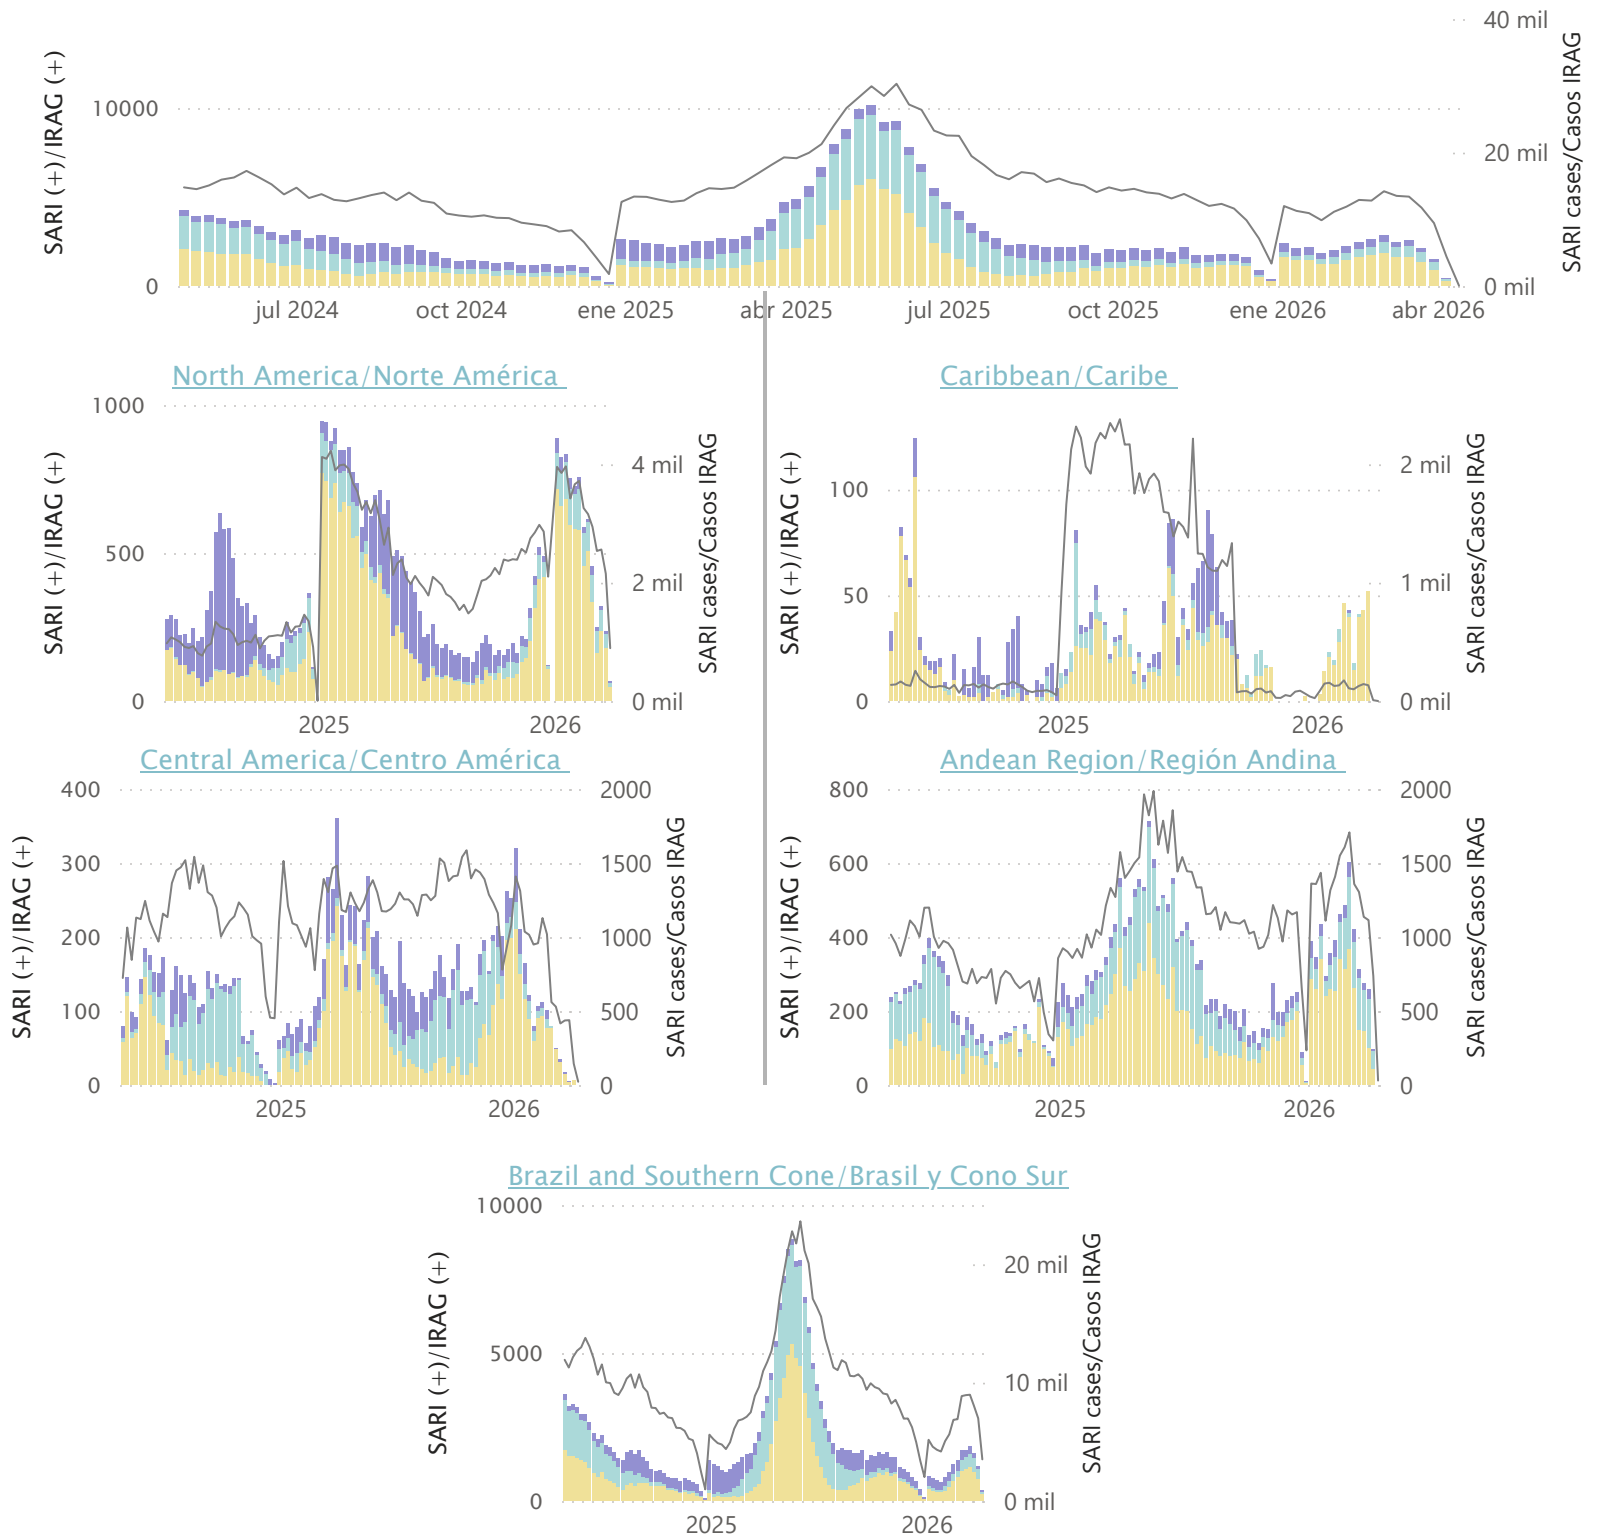 40 mil
10000
20 mil
0
0 mil
SARI (+)/IRAG (+)
SARI cases/Casos IRAG
jul 2024
oct 2024
ene 2025
abr 2025
jul 2025
oct 2025
ene 2026
abr 2026
North America/Norte América
1000
500
0
4 mil
2 mil
0 mil
SARI (+)/IRAG (+)
SARI cases/Casos IRAG
2025
2026
Caribbean/Caribe
100
50
0
2 mil
1 mil
0 mil
SARI (+)/IRAG (+)
SARI cases/Casos IRAG
2025
2026
Central America/Centro América
400
300
200
100
0
2000
1500
1000
500
0
SARI (+)/IRAG (+)
SARI cases/Casos IRAG
2025
2026
Andean Region/Región Andina
800
600
400
200
0
2000
1500
1000
500
0
SARI (+)/IRAG (+)
SARI cases/Casos IRAG
2025
2026
Brazil and Southern Cone/Brasil y Cono Sur
10000
5000
0
20 mil
10 mil
0 mil
SARI (+)/IRAG (+)
SARI cases/Casos IRAG
2025
2026